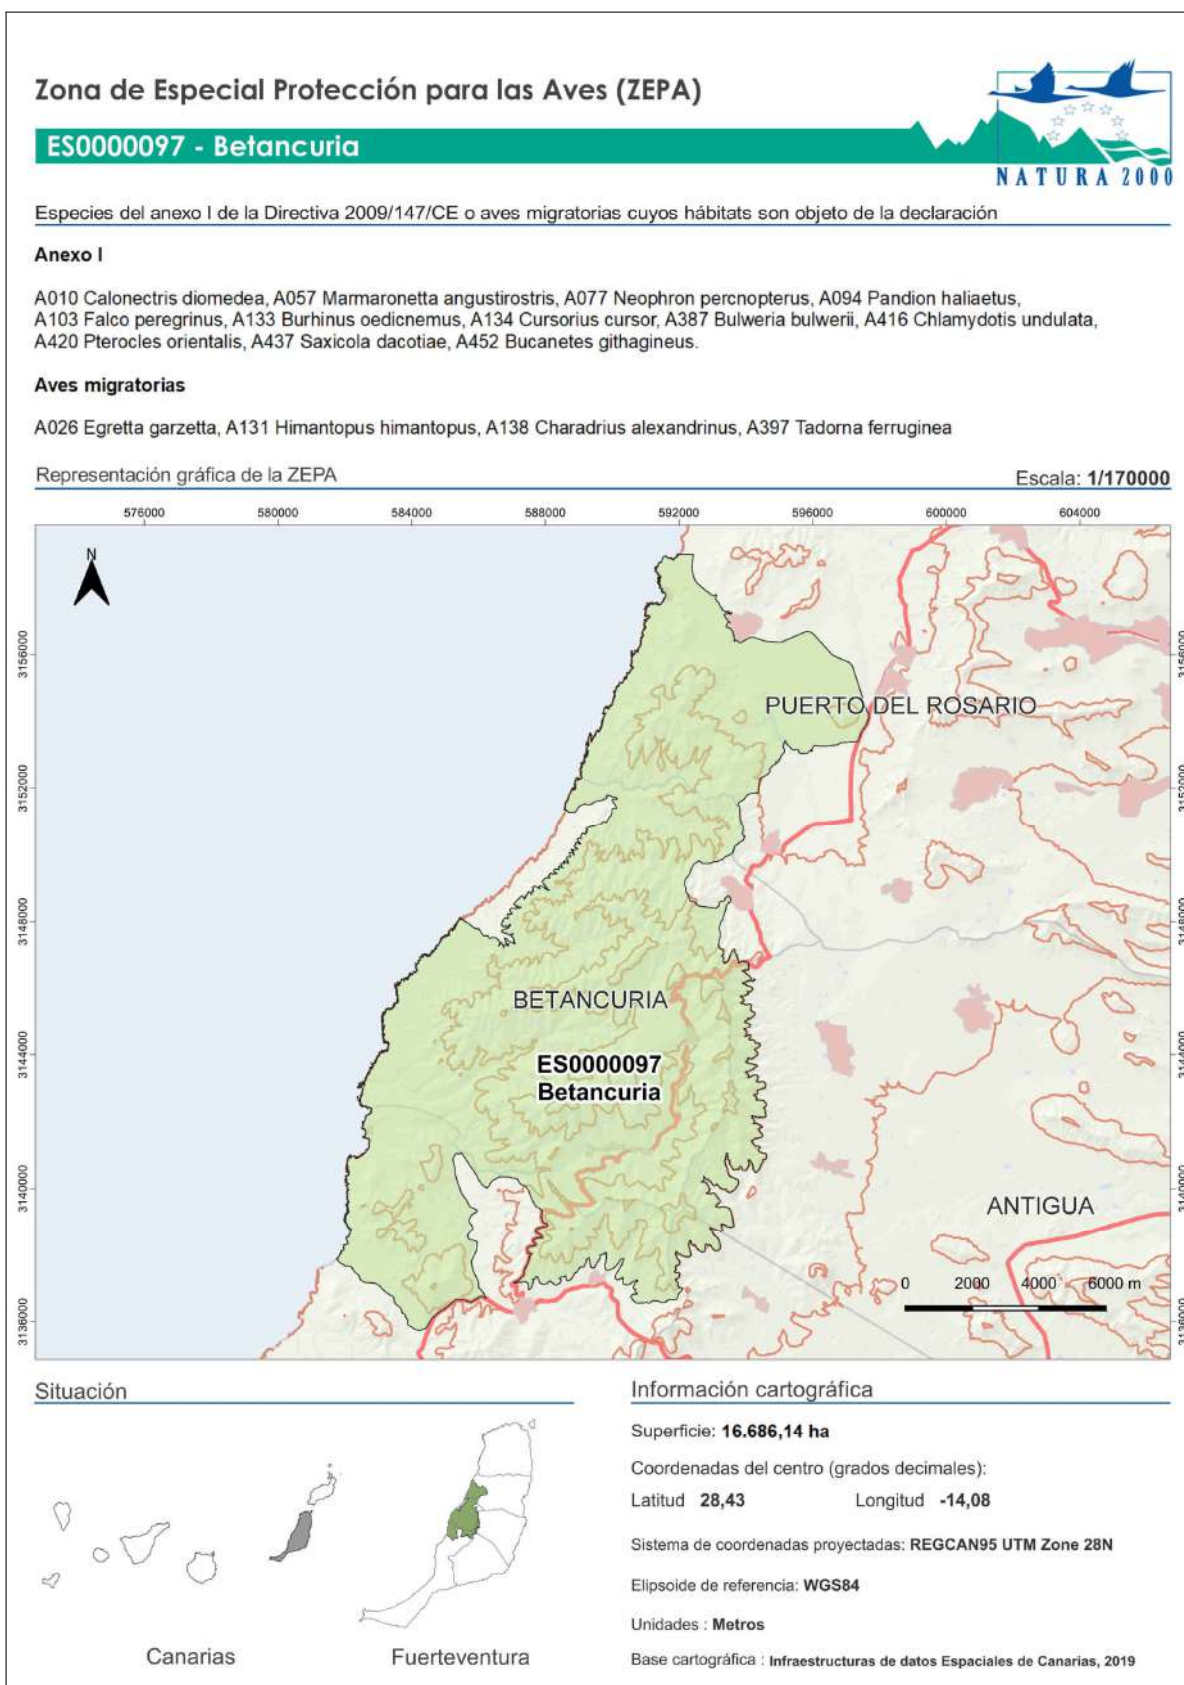 Zona de Especial Protección para las Aves (ZEPA)
ES0000097 - Betancuria
NATURA 2000
Especies del anexo I de la Directiva 2009/147/CE o aves migratorias cuyos hábitats son objeto de la declaración
Anexo I
A010 Calonectris diomedea, A057 Marmaronetta angustirostris, A077 Neophron percnopterus, A094 Pandion haliaetus,
A103 Falco peregrinus, A133 Burhinus oedicnemus, A134 Cursorius cursor, A387 Bulweria bulwerii, A416 Chlamydotis undulata,
A420 Pterocles orientalis, A437 Saxicola dacotiae, A452 Bucanetes githagineus.
Aves migratorias
A026 Egretta garzetta, A131 Himantopus himantopus, A138 Charadrius alexandrinus, A397 Tadorna ferruginea
Representación gráfica de la ZEPA
Escala: 1/170000
576000 580000 584000 588000 592000 596000 600000 604000
N
3156000 3156000
PUERTO DEL ROSARIO
3152000 3152000
3148000 3148000
BETANCURIA
3144000 3144000
ES0000097
Betancuria
3140000 3140000
ANTIGUA
0 2000 4000 6000 m
3136000 3136000
Situación
Canarias
Fuerteventura
Información cartográfica
Superficie: 16.686,14 ha
Coordenadas del centro (grados decimales):
Latitud 28,43 Longitud -14,08
Sistema de coordenadas proyectadas: REGCAN95 UTM Zone 28N
Elipsoide de referencia: WGS84
Unidades : Metros
Base cartográfica : Infraestructuras de datos Espaciales de Canarias, 2019